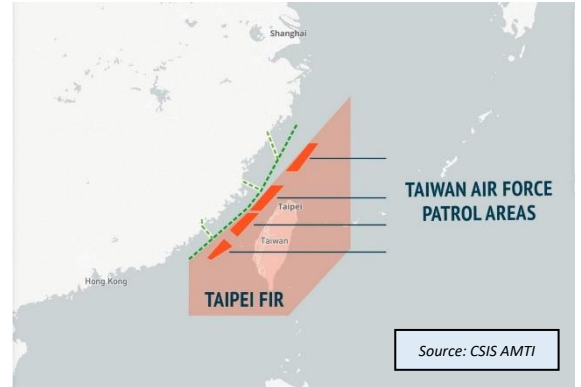 Shanghai
TAIWAN AIR FORCE
PATROL AREAS
Taipei
Taiwan
Hong Kong
TAIPEI FIR
Source: CSIS AMTI